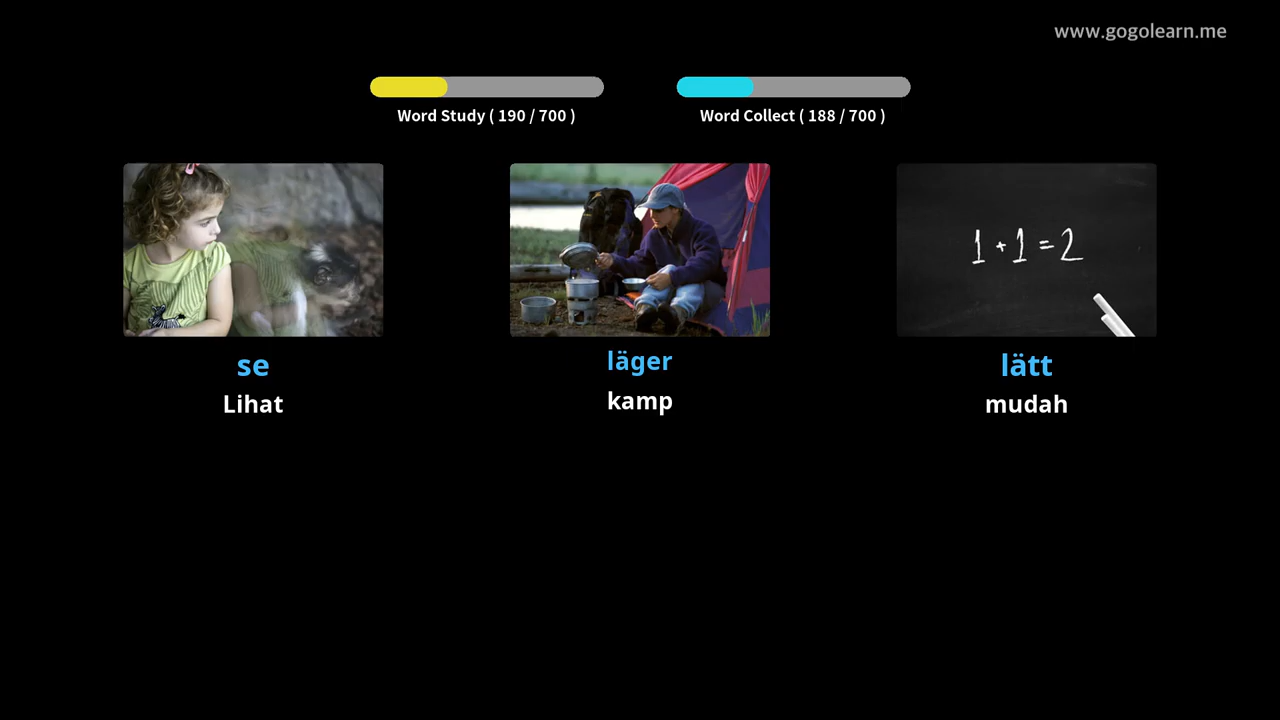 www.gogolearn.me
Word Study ( 190 / 700 )
Word Collect ( 188 / 700 )
1 + 1 = 2
se
läger
lätt
Lihat
kamp
mudah